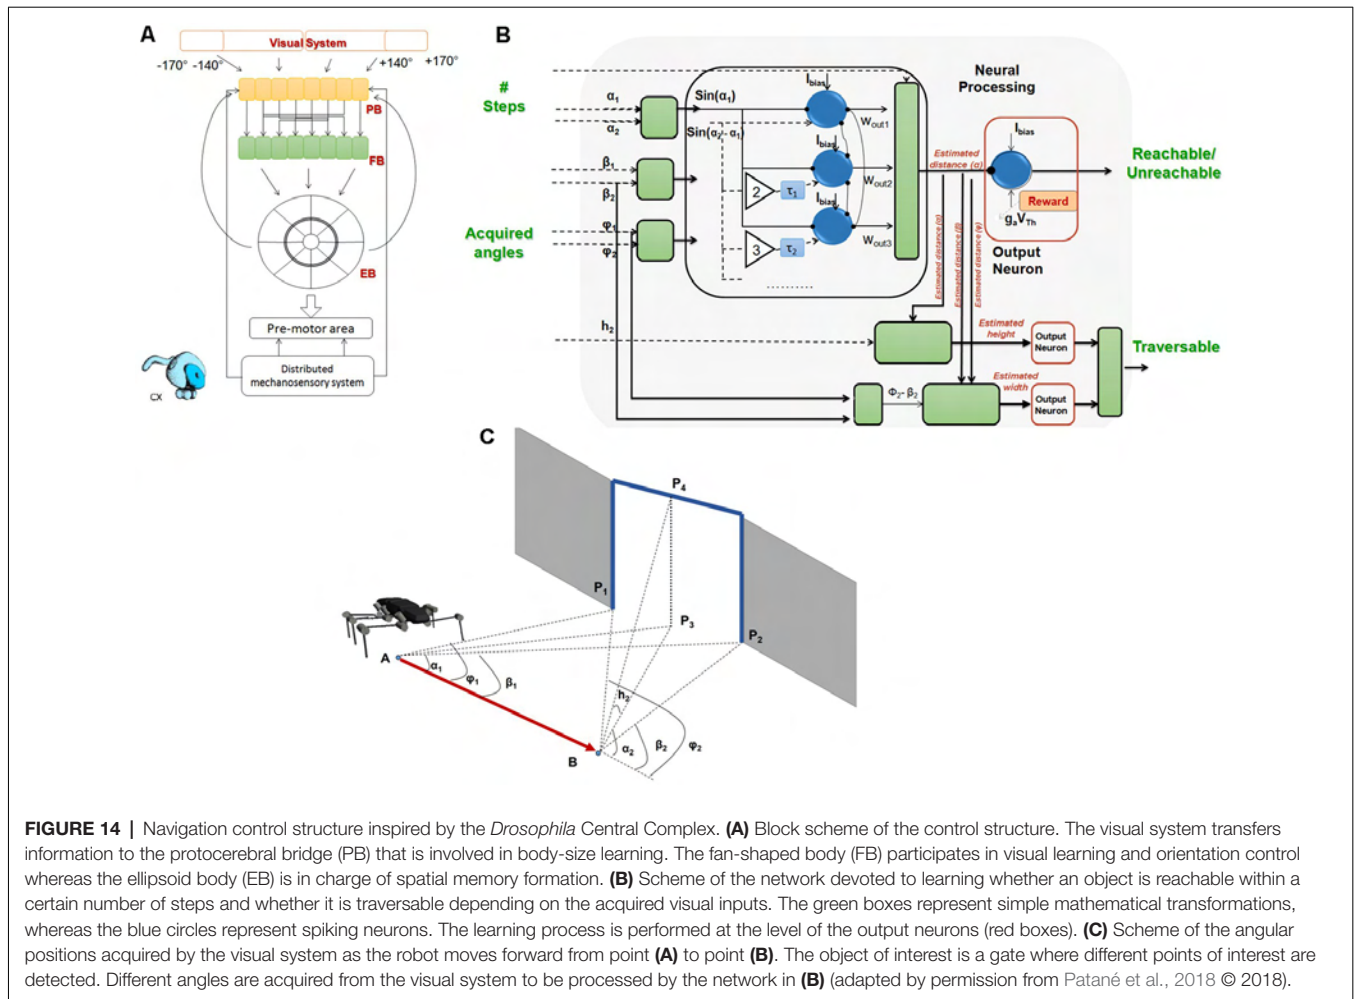 A
Visual System
-170° -140°
+140° +170°
PB
FB
EB
Pre-motor area
Distributed
mechanosensory system
CX
B
#
Steps
α1
α2
β1
β2
Acquired
angles
φ1
φ2
h2
Sin(α1)
Sin(α2-α1)
Ibias
Wout1
Ibias
2
τ1
Wout2
Ibias
3
τ2
Wout3
..........
Neural
Processing
Estimated
distance (α)
Ibias
Reward
gaVTh
Output
Neuron
Reachable/
Unreachable
Estimated distance (α)
Estimated distance (β)
Estimated distance (φ)
Estimated
height
Output
Neuron
Traversable
Φ2- β2
Estimated
width
Output
Neuron
C
P4
P1
P3
P2
A
α1
φ1
β1
h2
B
α2
β2
φ2
FIGURE 14 | Navigation control structure inspired by the Drosophila Central Complex. (A) Block scheme of the control structure. The visual system transfers
information to the protocerebral bridge (PB) that is involved in body-size learning. The fan-shaped body (FB) participates in visual learning and orientation control
whereas the ellipsoid body (EB) is in charge of spatial memory formation. (B) Scheme of the network devoted to learning whether an object is reachable within a
certain number of steps and whether it is traversable depending on the acquired visual inputs. The green boxes represent simple mathematical transformations,
whereas the blue circles represent spiking neurons. The learning process is performed at the level of the output neurons (red boxes). (C) Scheme of the angular
positions acquired by the visual system as the robot moves forward from point (A) to point (B). The object of interest is a gate where different points of interest are
detected. Different angles are acquired from the visual system to be processed by the network in (B) (adapted by permission from Patané et al., 2018 © 2018).